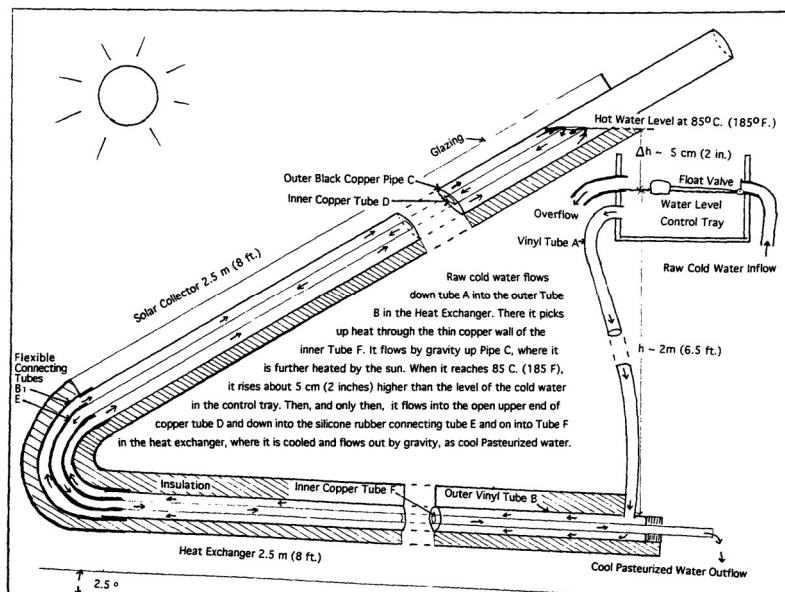 Hot Water Level at 85º C. (185º F.)
Glazing
Δh ~ 5 cm (2 in.)
Outer Black Copper Pipe C
Inner Copper Tube D
Float Valve
Overflow
Water Level
Control Tray
Vinyl Tube A
Raw Cold Water Inflow
Solar Collector 2.5 m (8 ft.)
Raw cold water flows
down tube A into the outer Tube
B in the Heat Exchanger. There it picks
up heat through the thin copper wall of the
inner Tube F. It flows by gravity up Pipe C, where it
is further heated by the sun. When it reaches 85 C. (185 F),
it rises about 5 cm (2 inches) higher than the level of the cold water
in the control tray. Then, and only then, it flows into the open upper end of
copper tube D and down into the silicone rubber connecting tube E and on into Tube F
in the heat exchanger, where it is cooled and flows out by gravity, as cool Pasteurized water.
h ~ 2m (6.5 ft.)
Flexible
Connecting
Tubes
B1
E
Insulation
Inner Copper Tube F
Outer Vinyl Tube B
Heat Exchanger 2.5 m (8 ft.)
Cool Pasteurized Water Outflow
2.5 º